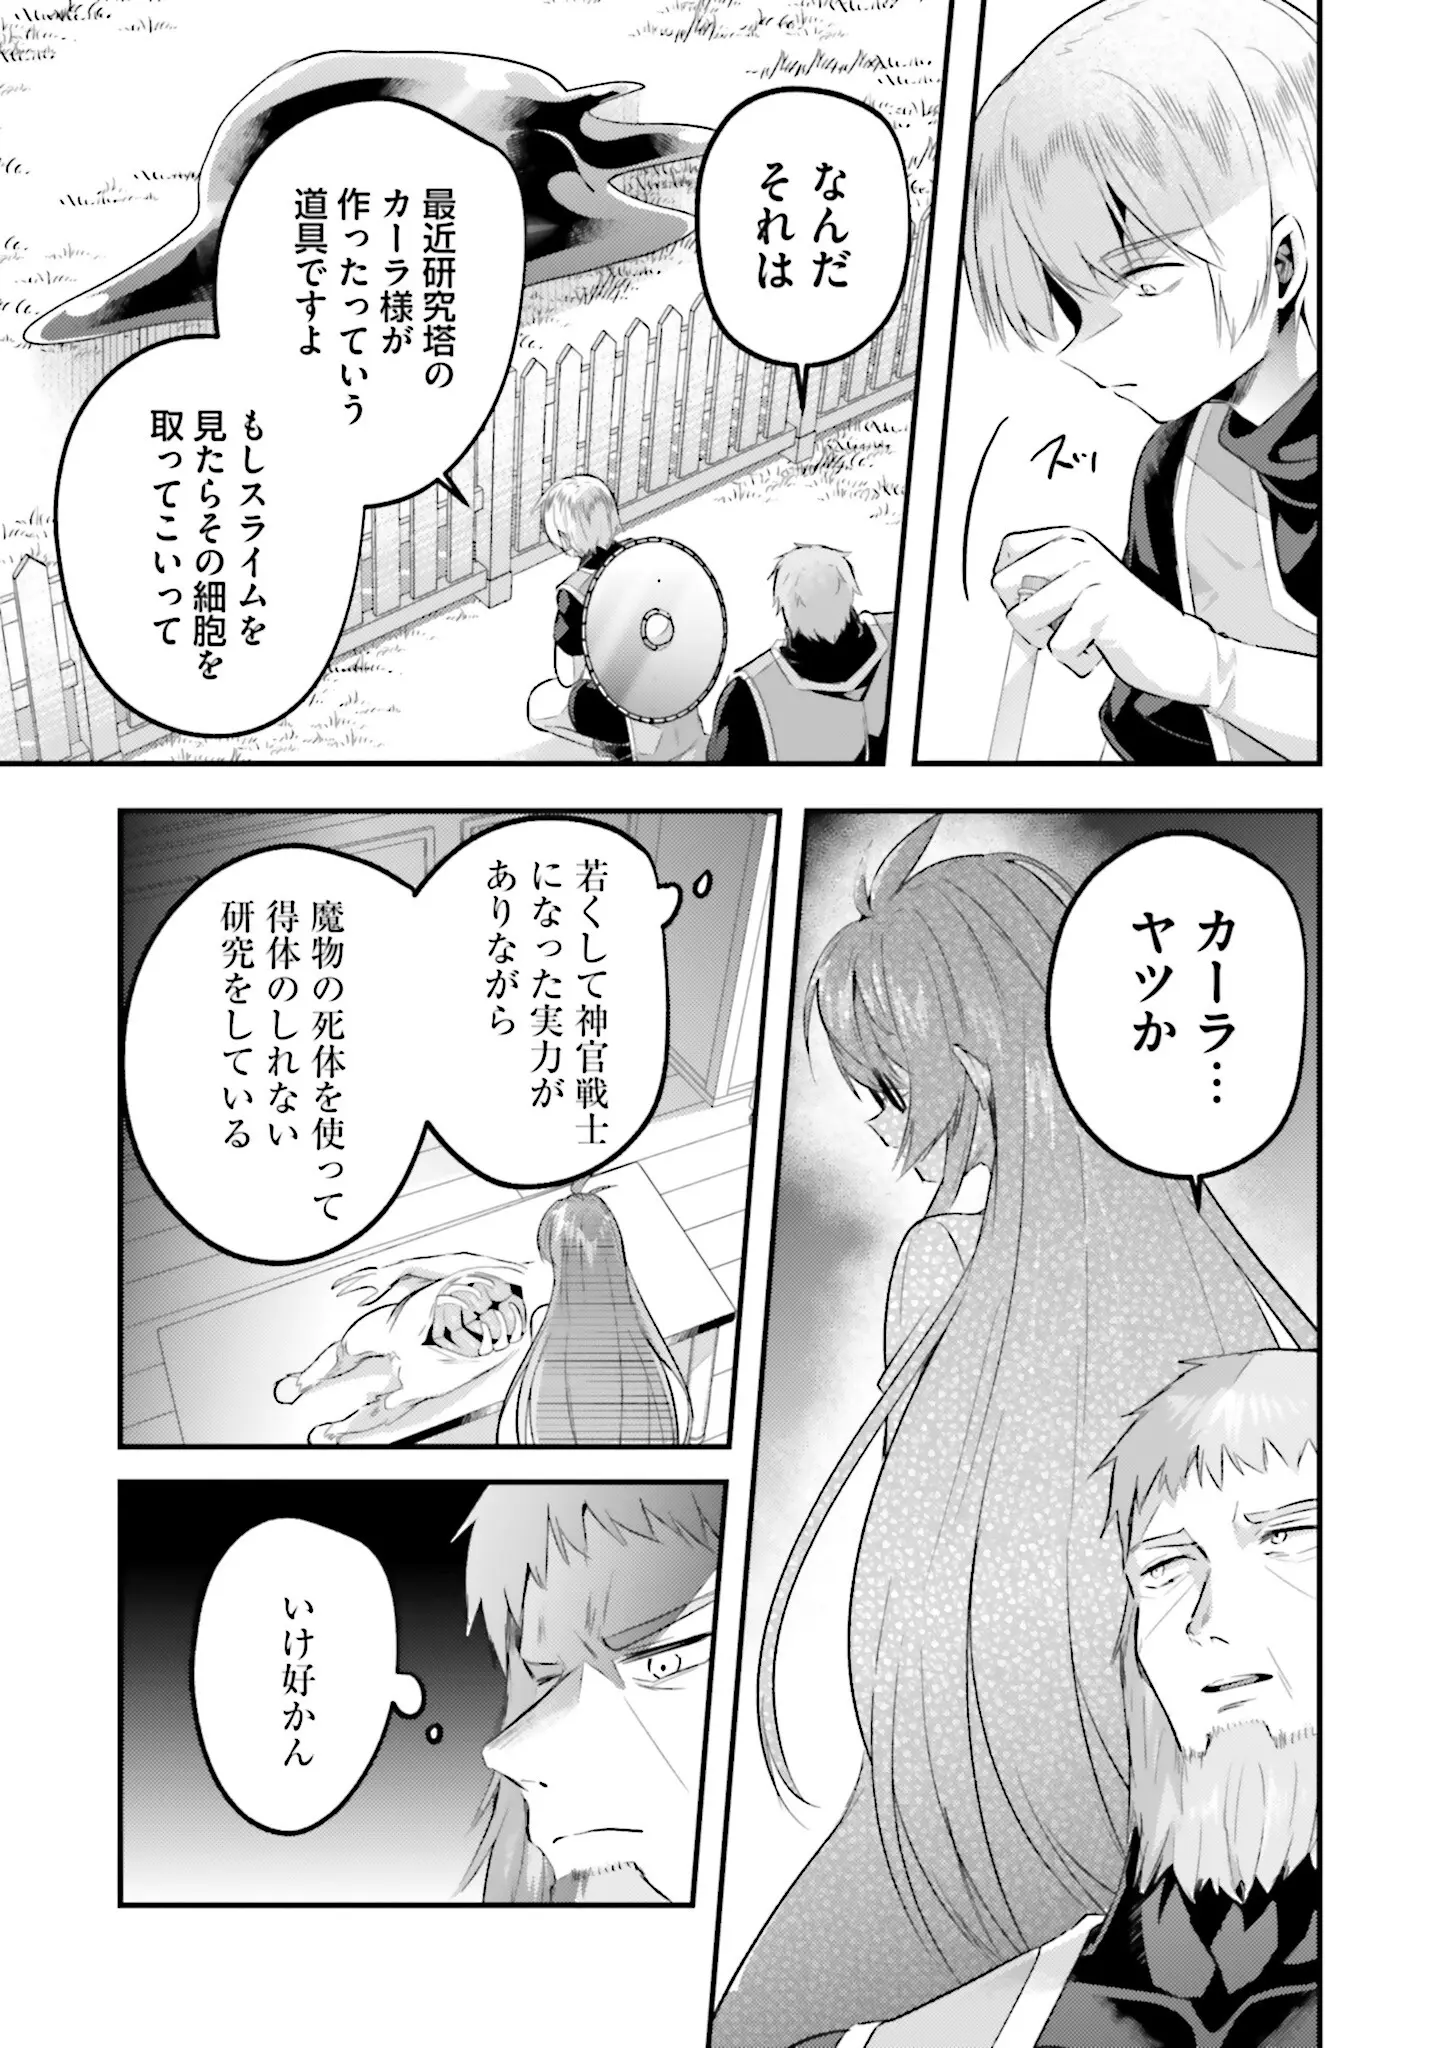 ズッ
なんだ
それは
最近研究塔の
カーラ様が
作ったっていう
道具ですよ
もしスライムを
見たらその細胞を
取ってこいって
カーラ…
ヤツか
若くして神官戦士
になった実力が
ありながら
魔物の死体を使って
得体のしれない
研究をしている
いけ好かん